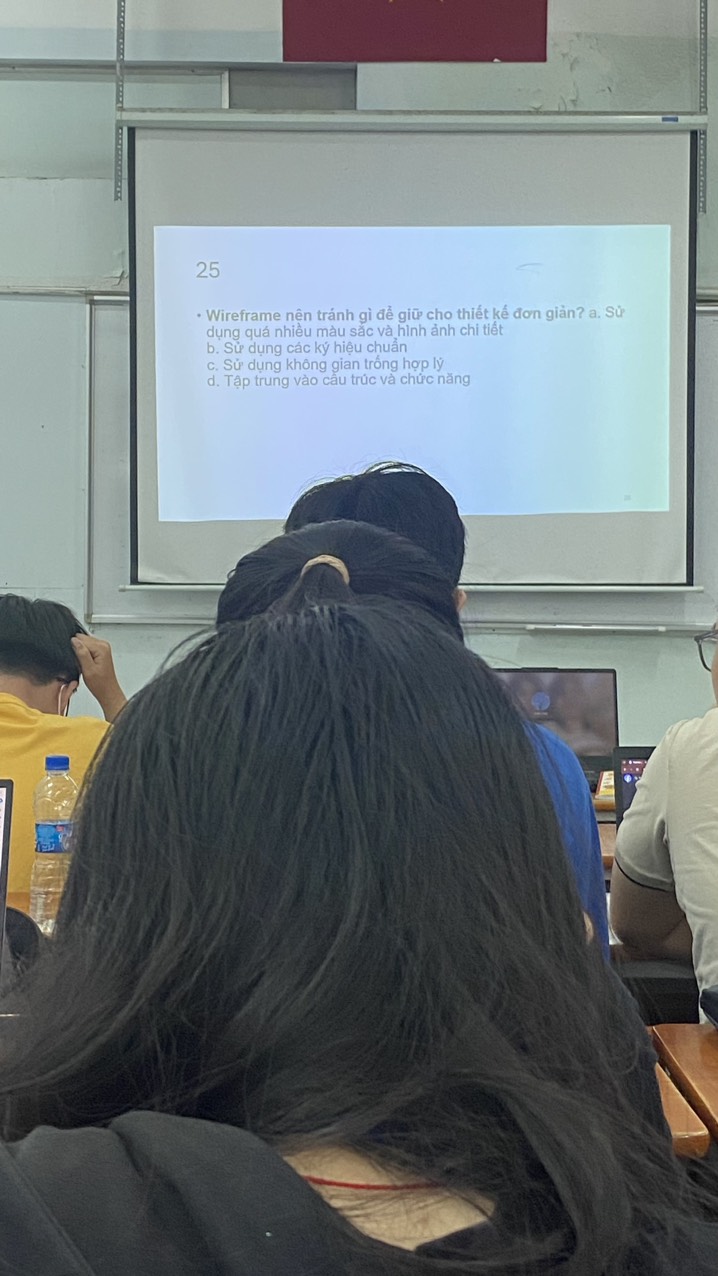 25
• Wireframe nên tránh gì để giữ cho thiết kế đơn giản? a. Sử
dụng quá nhiều màu sắc và hình ảnh chi tiết
b. Sử dụng các ký hiệu chuẩn
c. Sử dụng không gian trống hợp lý
d. Tập trung vào cấu trúc và chức năng